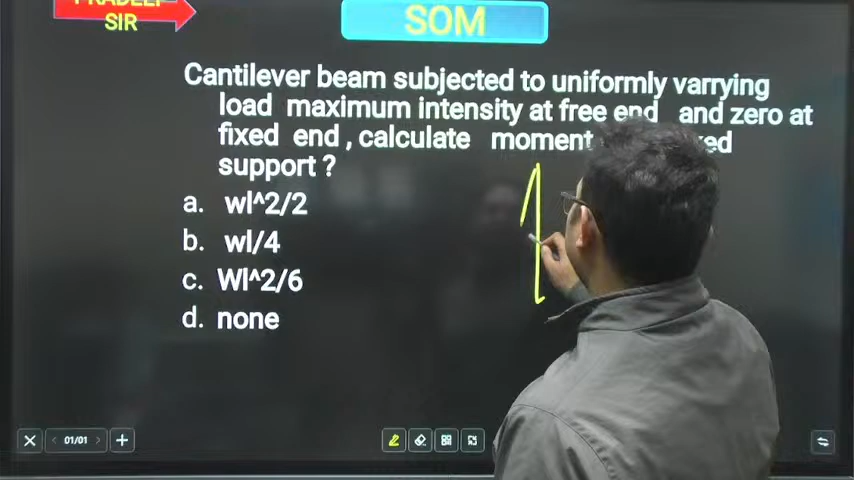 SIR
SOM
Cantilever beam subjected to uniformly varrying
load maximum intensity at free end and zero at
fixed end , calculate moment
support ?
a. wl^2/2
b. wl/4
c. Wl^2/6
d. none
01/01